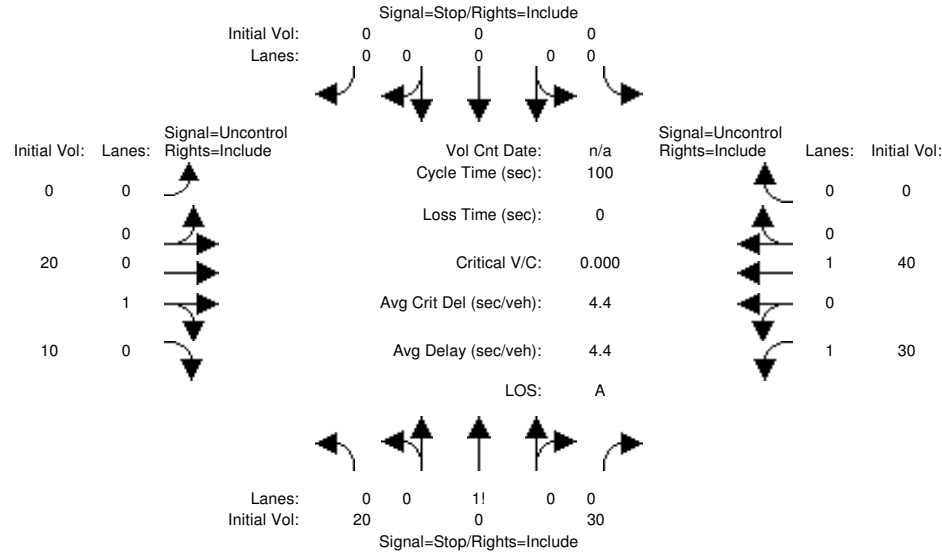 Signal=Stop/Rights=Include
Initial Vol: 0 0 0
Lanes: 0 0 0 0 0
Signal=Uncontrol
Rights=Include
Initial Vol: Lanes:
0 0
0
20 0
1
10 0
Vol Cnt Date: n/a
Cycle Time (sec): 100
Loss Time (sec): 0
Critical V/C: 0.000
Avg Crit Del (sec/veh): 4.4
Avg Delay (sec/veh): 4.4
LOS: A
Signal=Uncontrol
Rights=Include
Lanes: Initial Vol:
0 0
0
1 40
0
1 30
Lanes: 0 0 1! 0 0
Initial Vol: 20 0 30
Signal=Stop/Rights=Include